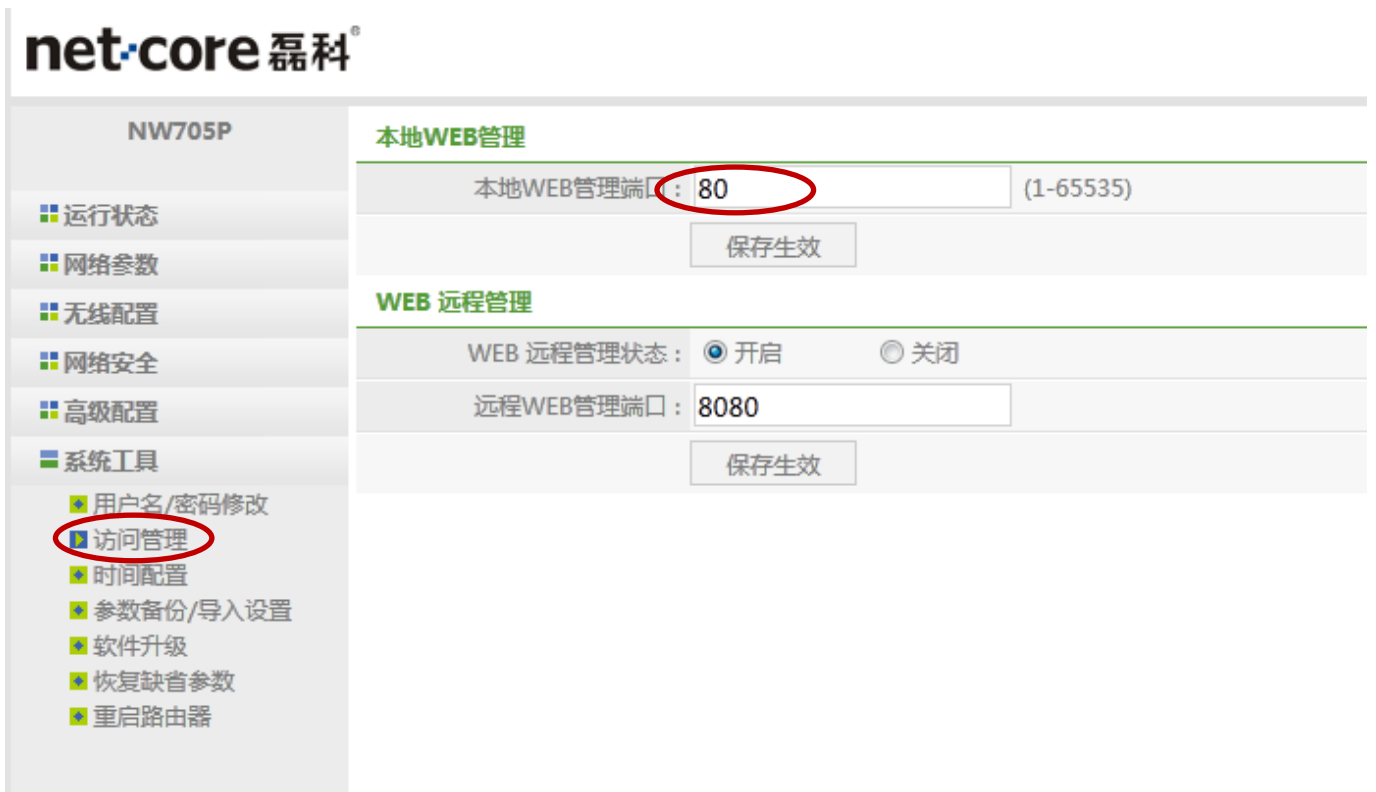 net·core磊科®
NW705P
运行状态
网络参数
无线配置
网络安全
高级配置
系统工具
用户名/密码修改
访问管理
时间配置
参数备份/导入设置
软件升级
恢复缺省参数
重启路由器
本地WEB管理
本地WEB管理端口： 80 (1-65535)
保存生效
WEB 远程管理
WEB 远程管理状态： 开启 关闭
远程WEB管理端口： 8080
保存生效